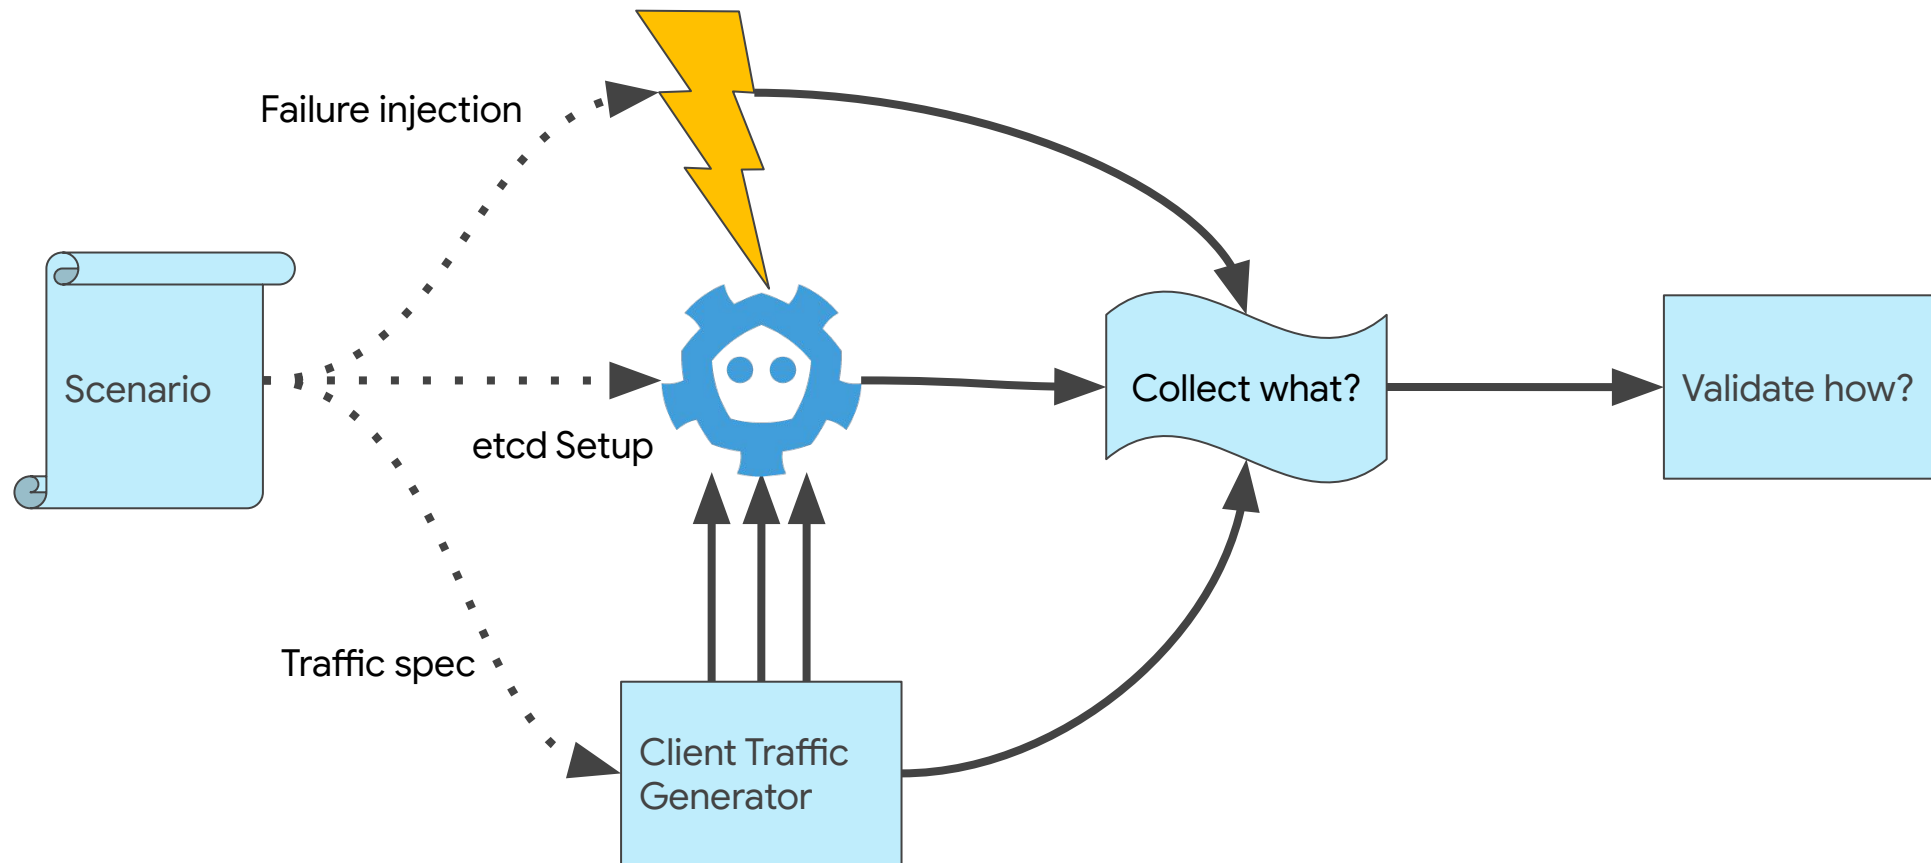 Failure injection
Scenario
etcd Setup
Collect what?
Validate how?
Traffic spec
Client Traffic
Generator